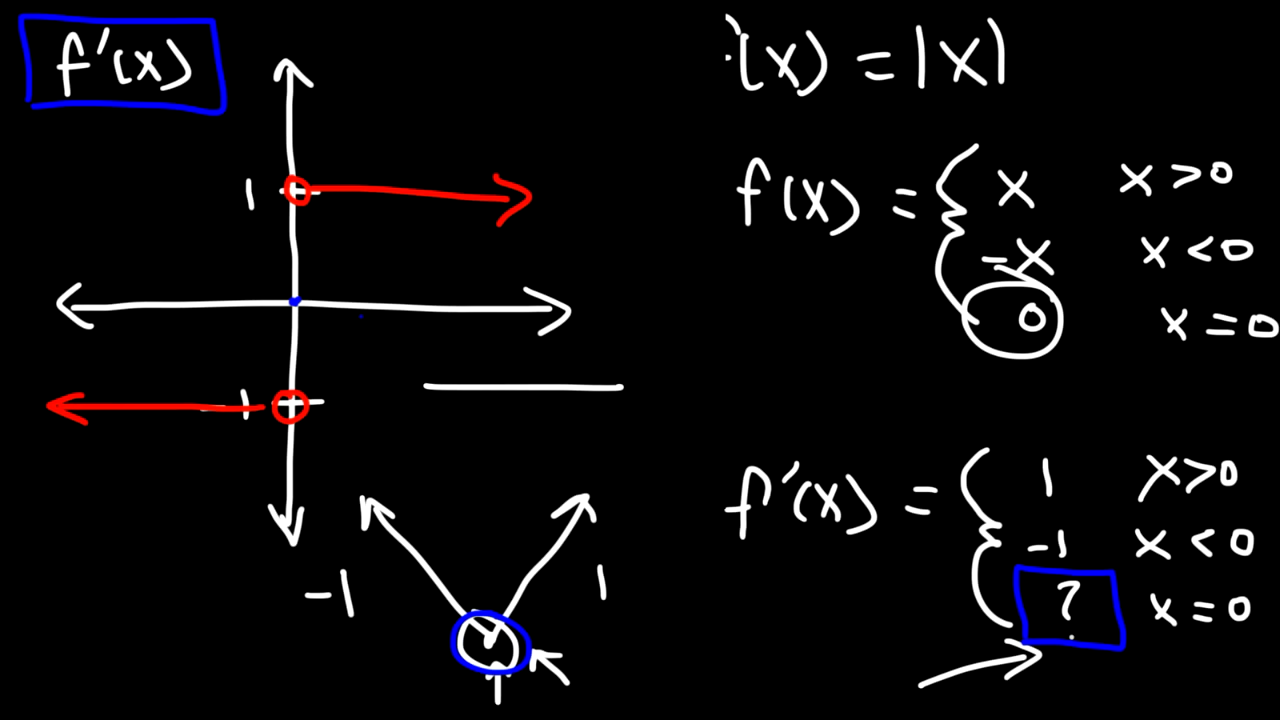 f'(x)
(x) = |x|
1
f(x) = { x x > 0
-x x < 0
0 x = 0
-1
f'(x) = { 1 x > 0
-1 x < 0
? x = 0
-1 1